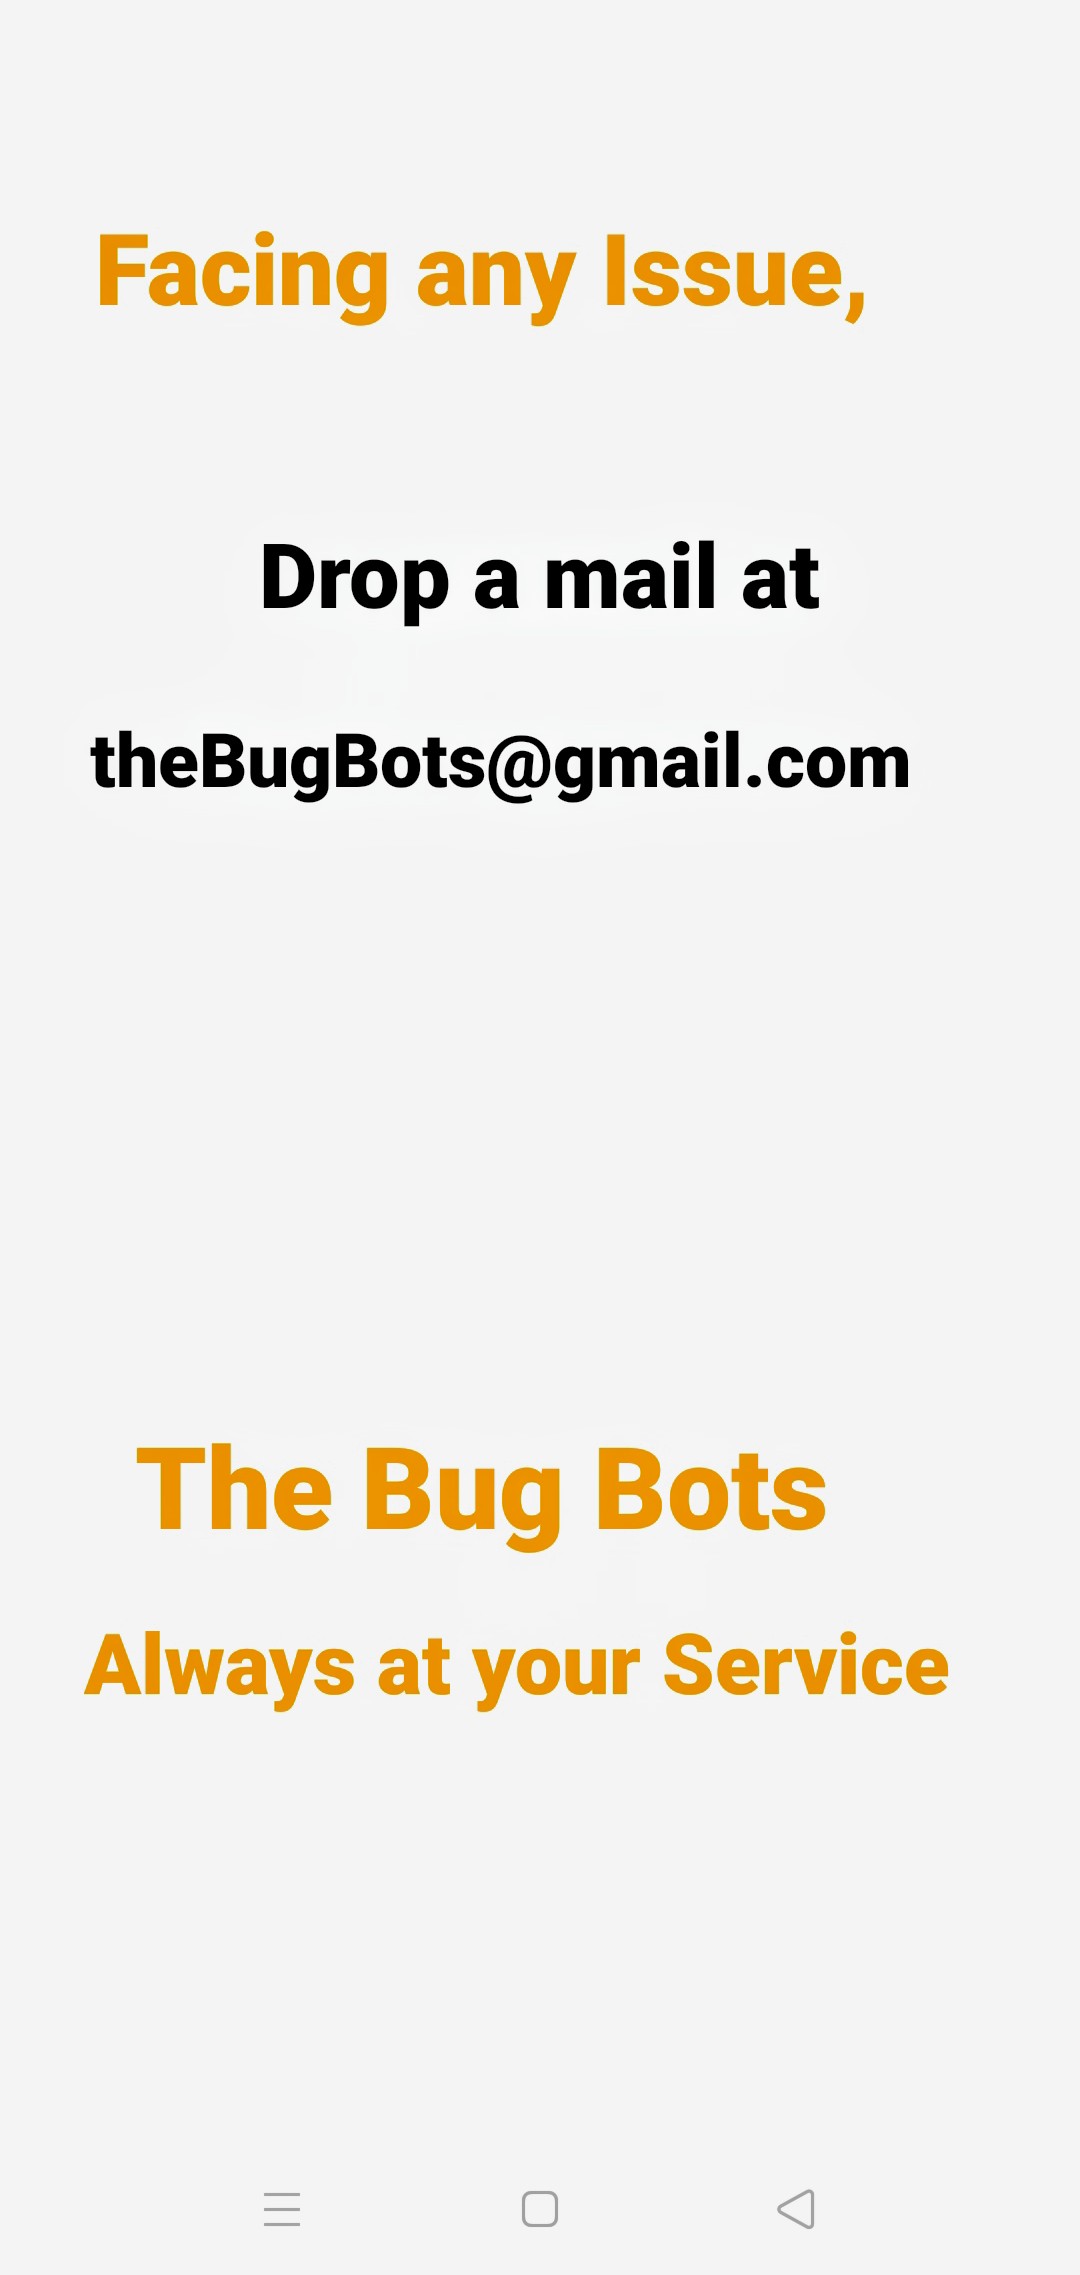 Facing any Issue,
Drop a mail at
theBugBots@gmail.com
The Bug Bots
Always at your Service